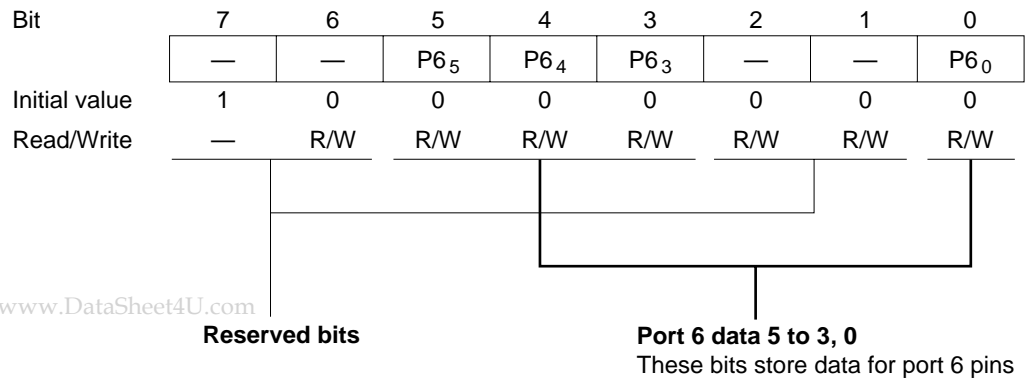 Bit 7 6 5 4 3 2 1 0
— — P6₅ P6₄ P6₃ — — P6₀
Initial value 1 0 0 0 0 0 0 0
Read/Write — R/W R/W R/W R/W R/W R/W R/W
www.DataSheet4U.com
Reserved bits Port 6 data 5 to 3, 0
These bits store data for port 6 pins